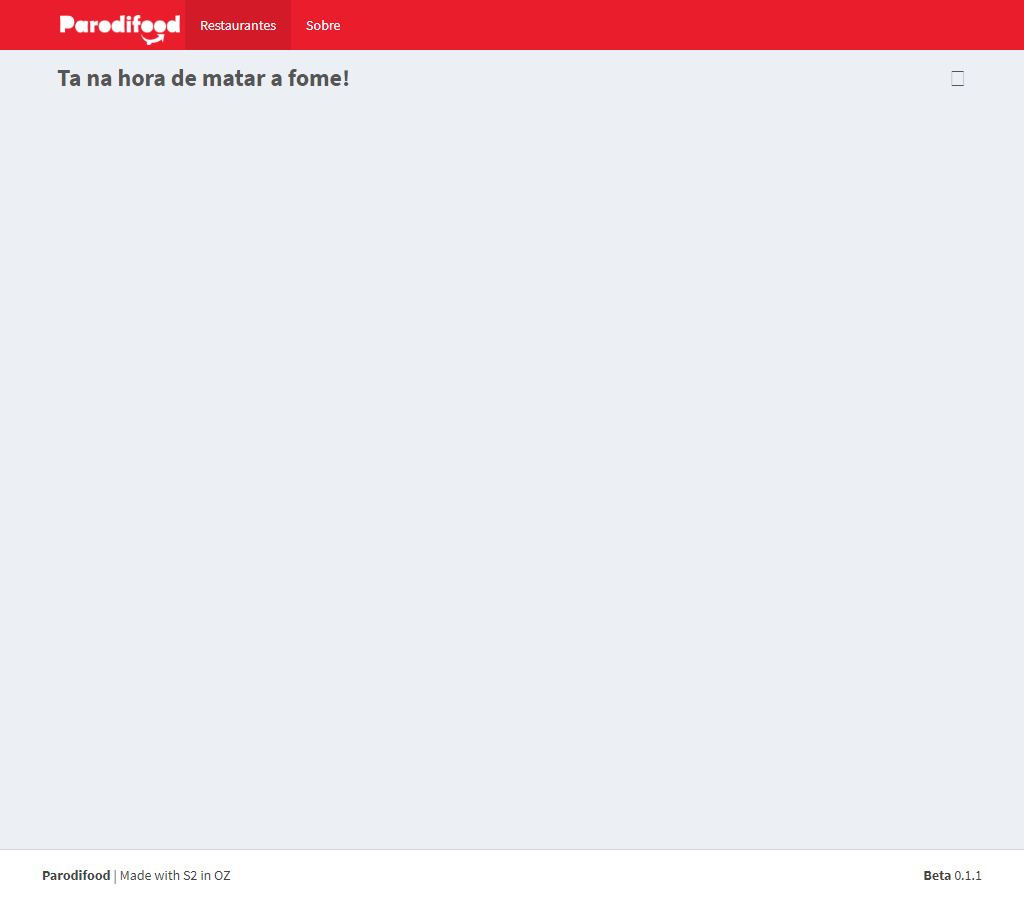 Parodifood Restaurantes Sobre
Ta na hora de matar a fome!
Parodifood | Made with S2 in OZ
Beta 0.1.1